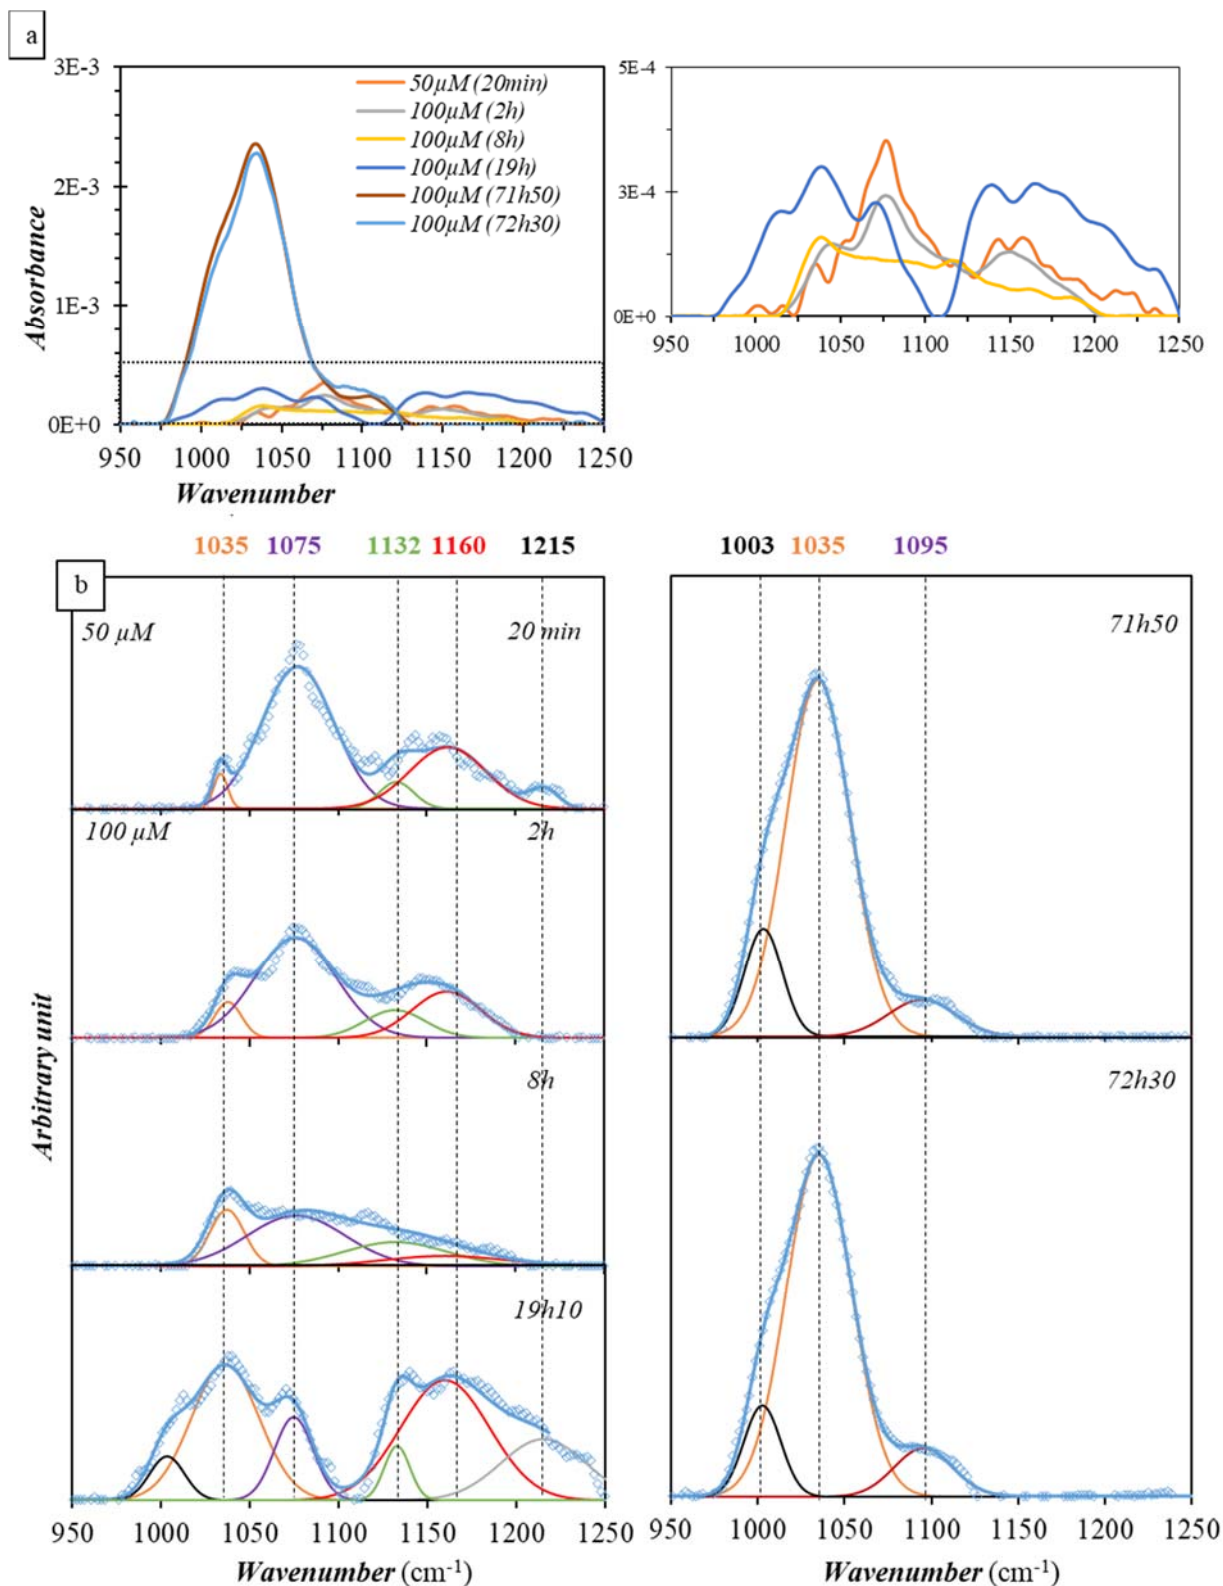 a
3E-3
2E-3
1E-3
0E+0
Absorbance
50µM (20min)
100µM (2h)
100µM (8h)
100µM (19h)
100µM (71h50)
100µM (72h30)
950 1000 1050 1100 1150 1200 1250
Wavenumber
5E-4
3E-4
0E+0
950 1000 1050 1100 1150 1200 1250
1035 1075 1132 1160 1215
1003 1035 1095
b
50 µM 20 min
100 µM 2h
8h
19h10
71h50
72h30
Arbitrary unit
950 1000 1050 1100 1150 1200 1250
Wavenumber (cm⁻¹)
950 1000 1050 1100 1150 1200 1250
Wavenumber (cm⁻¹)